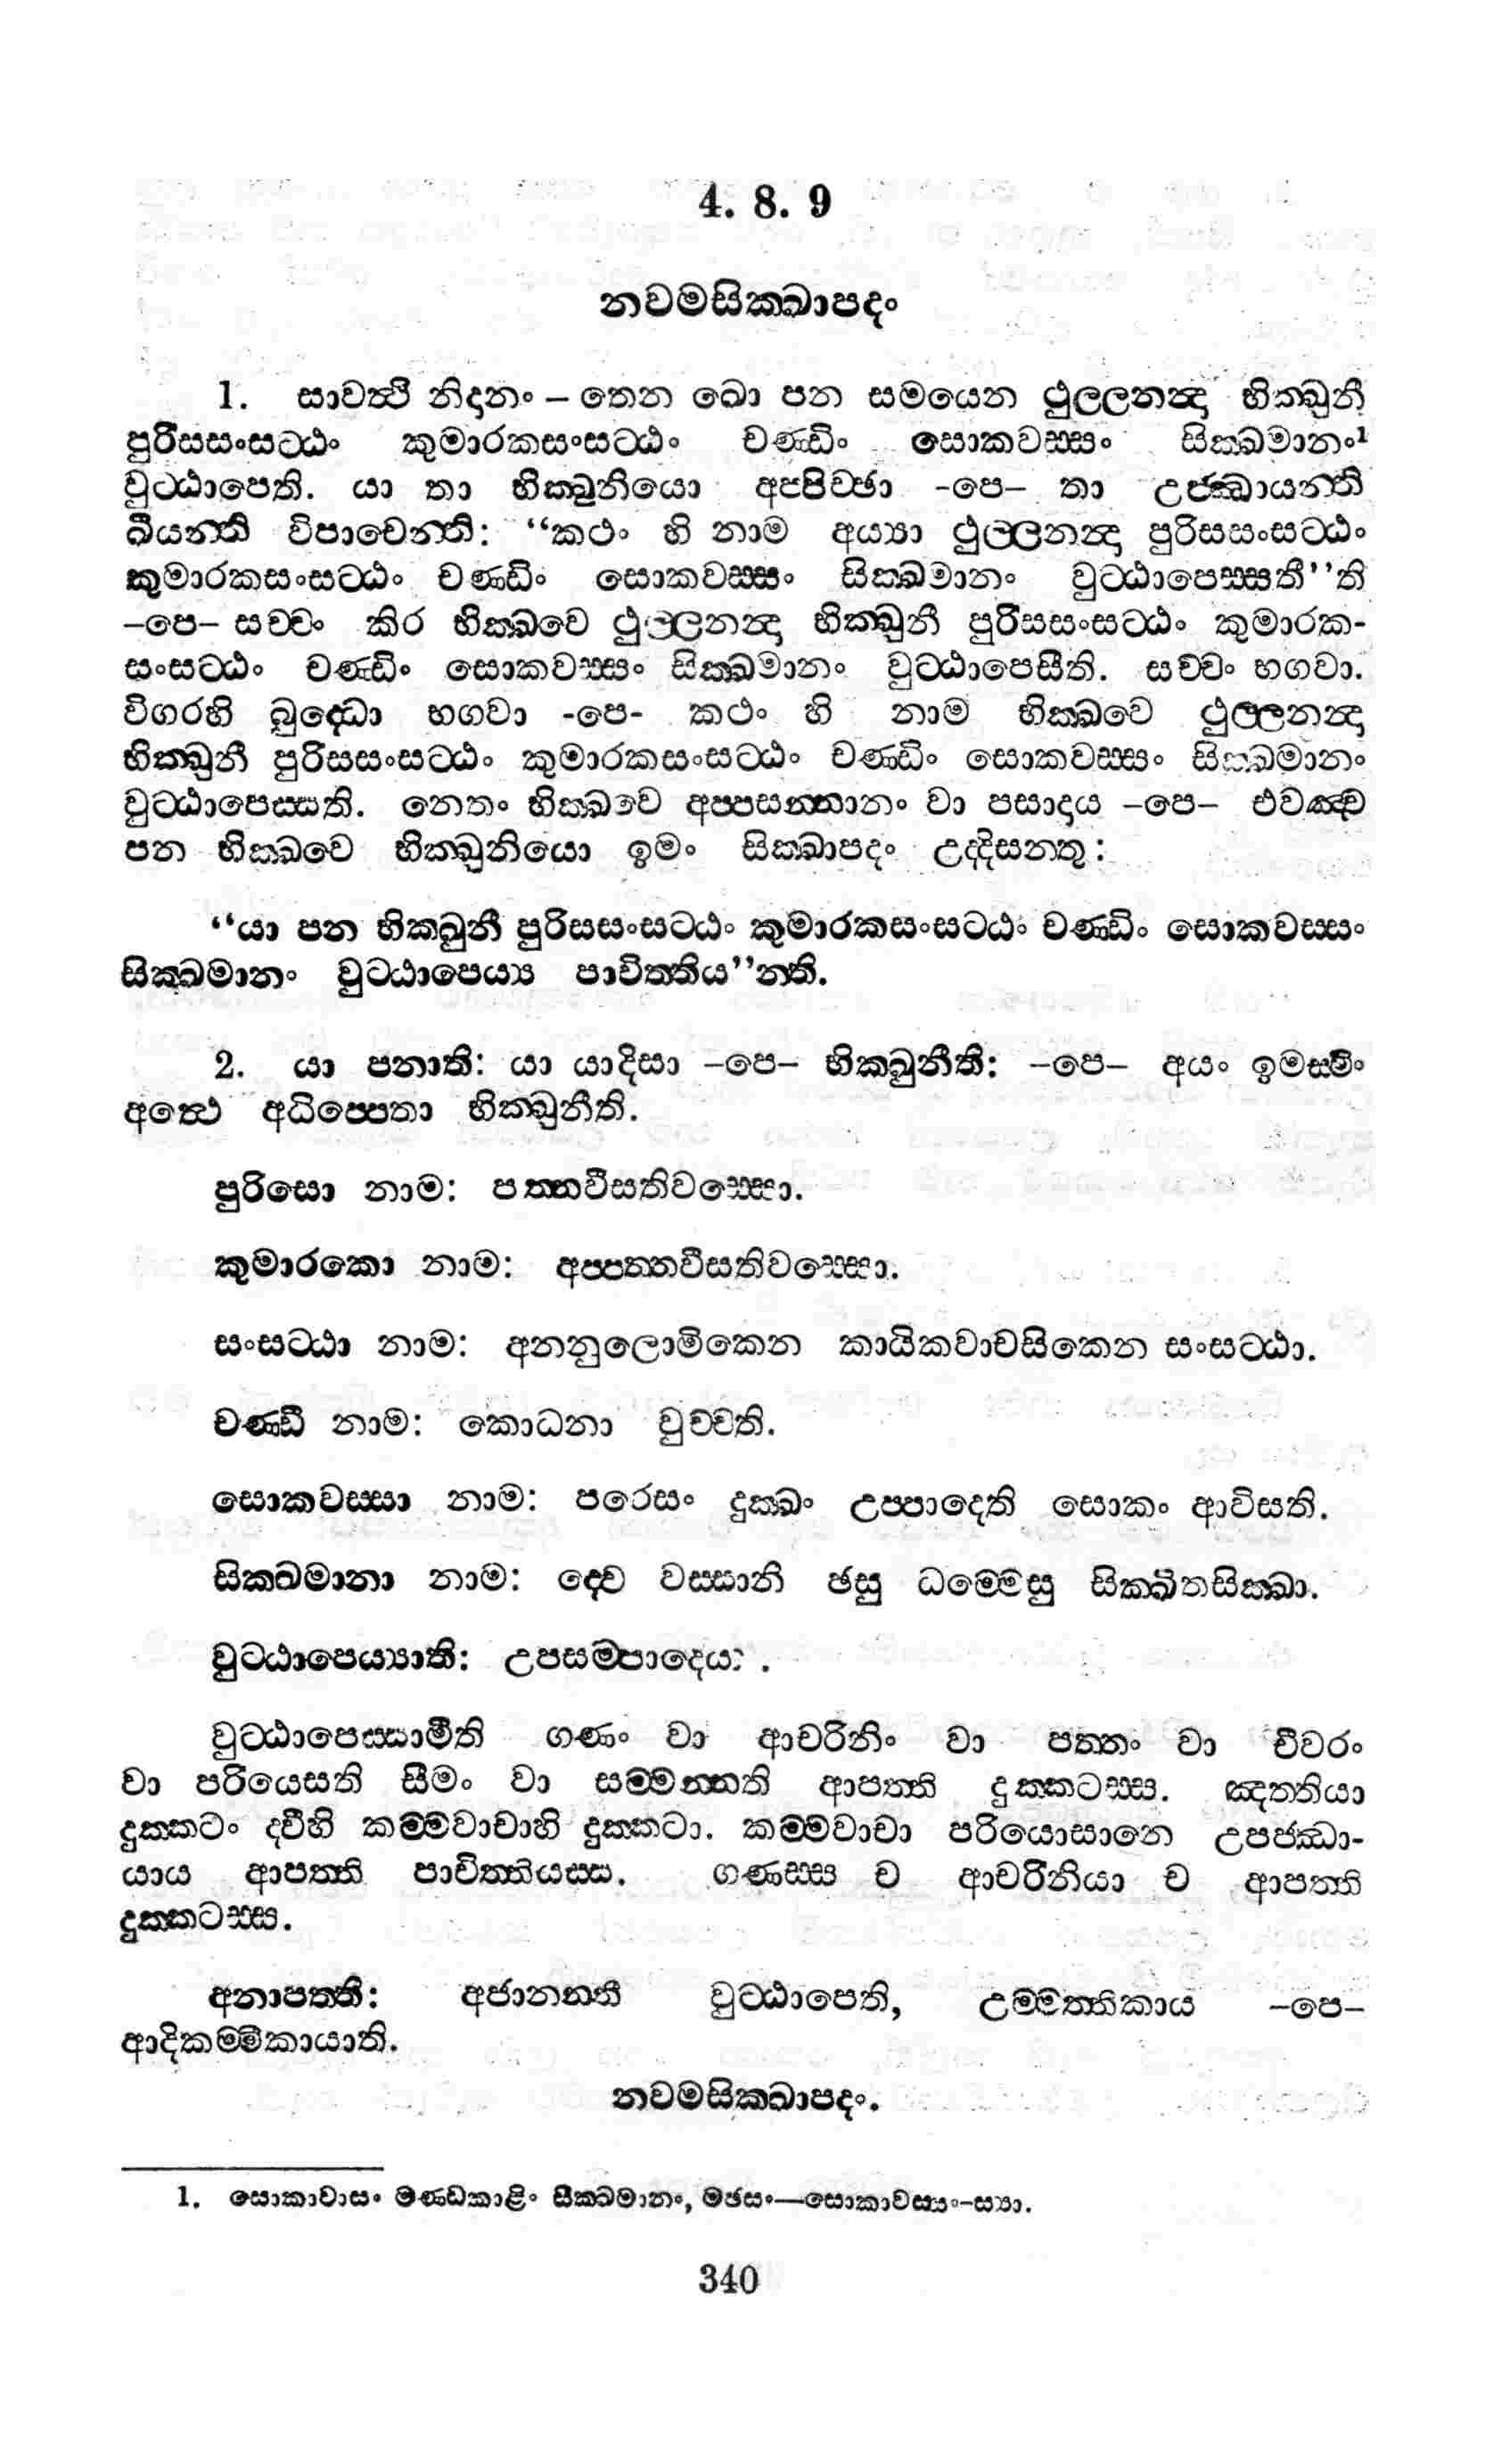 4. 8. 9
නවමසික්‍ඛාපදං
1. සාවත්‍ථි නිදානං – තෙන ඛො පන සමයෙන ථුල්‍ලනන්‍දා භික්‍ඛුනී
පුරිසසංසට්‍ඨං කුමාරකසංසට්‍ඨං චණ්‍ඩිං සොකවස්‍සං සික්‍ඛමානං¹
වුට්‍ඨාපෙති. යා තා භික්‍ඛුනියො අප්‍පිච්ඡා -පෙ– තා උජ්‍ඣායන්‍ති
ඛීයන්‍ති විපාචෙන්‍ති: “කථං හි නාම අය්‍යා ථුල්‍ලනන්‍දා පුරිසසංසට්‍ඨං
කුමාරකසංසට්‍ඨං චණ්‍ඩිං සොකවස්‍සං සික්‍ඛමානං වුට්‍ඨාපෙස්‍සතී”ති
–පෙ– සච්චං කිර භික්‍ඛවෙ ථුල්‍ලනන්‍දා භික්‍ඛුනී පුරිසසංසට්‍ඨං කුමාරක-
සංසට්‍ඨං චණ්‍ඩිං සොකවස්‍සං සික්‍ඛමානං වුට්‍ඨාපෙසීති. සච්චං භගවා.
විගරහි බුද්‍ධො භගවා -පෙ- කථං හි නාම භික්‍ඛවෙ ථුල්‍ලනන්‍දා
භික්‍ඛුනී පුරිසසංසට්‍ඨං කුමාරකසංසට්‍ඨං චණ්‍ඩිං සොකවස්‍සං සික්‍ඛමානං
වුට්‍ඨාපෙස්‍සති. නෙතං භික්‍ඛවෙ අප්‍පසන්‍නානං වා පසාදාය –පෙ– එවඤ්‍ච
පන භික්‍ඛවෙ භික්‍ඛුනියො ඉමං සික්‍ඛාපදං උද්‍දිසන්‍තු:
“යා පන භික්‍ඛුනී පුරිසසංසට්‍ඨං කුමාරකසංසට්‍ඨං චණ්‍ඩිං සොකවස්‍සං
සික්‍ඛමානං වුට්‍ඨාපෙය්‍ය පාචිත්‍තිය”න්‍ති.
2. යා පනාති: යා යාදිසා –පෙ– භික්‍ඛුනීති: –පෙ– අයං ඉමස්‍මිං
අත්‍ථෙ අධිප්‍පෙතා භික්‍ඛුනීති.
පුරිසො නාම: පත්‍තවීසතිවස්‍සො.
කුමාරකො නාම: අප්‍පත්‍තවීසතිවස්‍සො.
සංසට්‍ඨා නාම: අනනුලොමිකෙන කායිකවාචසිකෙන සංසට්‍ඨා.
චණ්‍ඩී නාම: කොධනා වුච්චති.
සොකවස්‍සා නාම: පරෙසං දුක්‍ඛං උප්‍පාදෙති සොකං ආවිසති.
සික්‍ඛමානා නාම: ද්‍වෙ වස්‍සානි ඡසු ධම්‍මෙසු සික්‍ඛිතසික්‍ඛා.
වුට්‍ඨාපෙය්‍යාති: උපසම්‍පාදෙය්‍ය.
වුට්‍ඨාපෙස්‍සාමීති ගණං වා ආචරිනිං වා පත්‍තං වා චීවරං
වා පරියෙසති සීමං වා සම්‍මන්‍නති ආපත්‍ති දුක්‍කටස්‍ස. ඤත්‍තියා
දුක්‍කටං ද්‍වීහි කම්‍මවාචාහි දුක්‍කටා. කම්‍මවාචා පරියොසානෙ උපජ්‍ඣා-
යාය ආපත්‍ති පාචිත්‍තියස්‍ස. ගණස්‍ස ච ආචරිනියා ච ආපත්‍ති
දුක්‍කටස්‍ස.
අනාපත්‍ති: අජානන්‍තී වුට්‍ඨාපෙති, උම්‍මත්‍තිකාය –පෙ–
ආදිකම්‍මිකායාති.
නවමසික්‍ඛාපදං.
1. සොකාවාසං මණ්‍ඩකාළිං සික්‍ඛමානං, මඡසං—සොකාවස්‍සං-ස්‍යා.
340